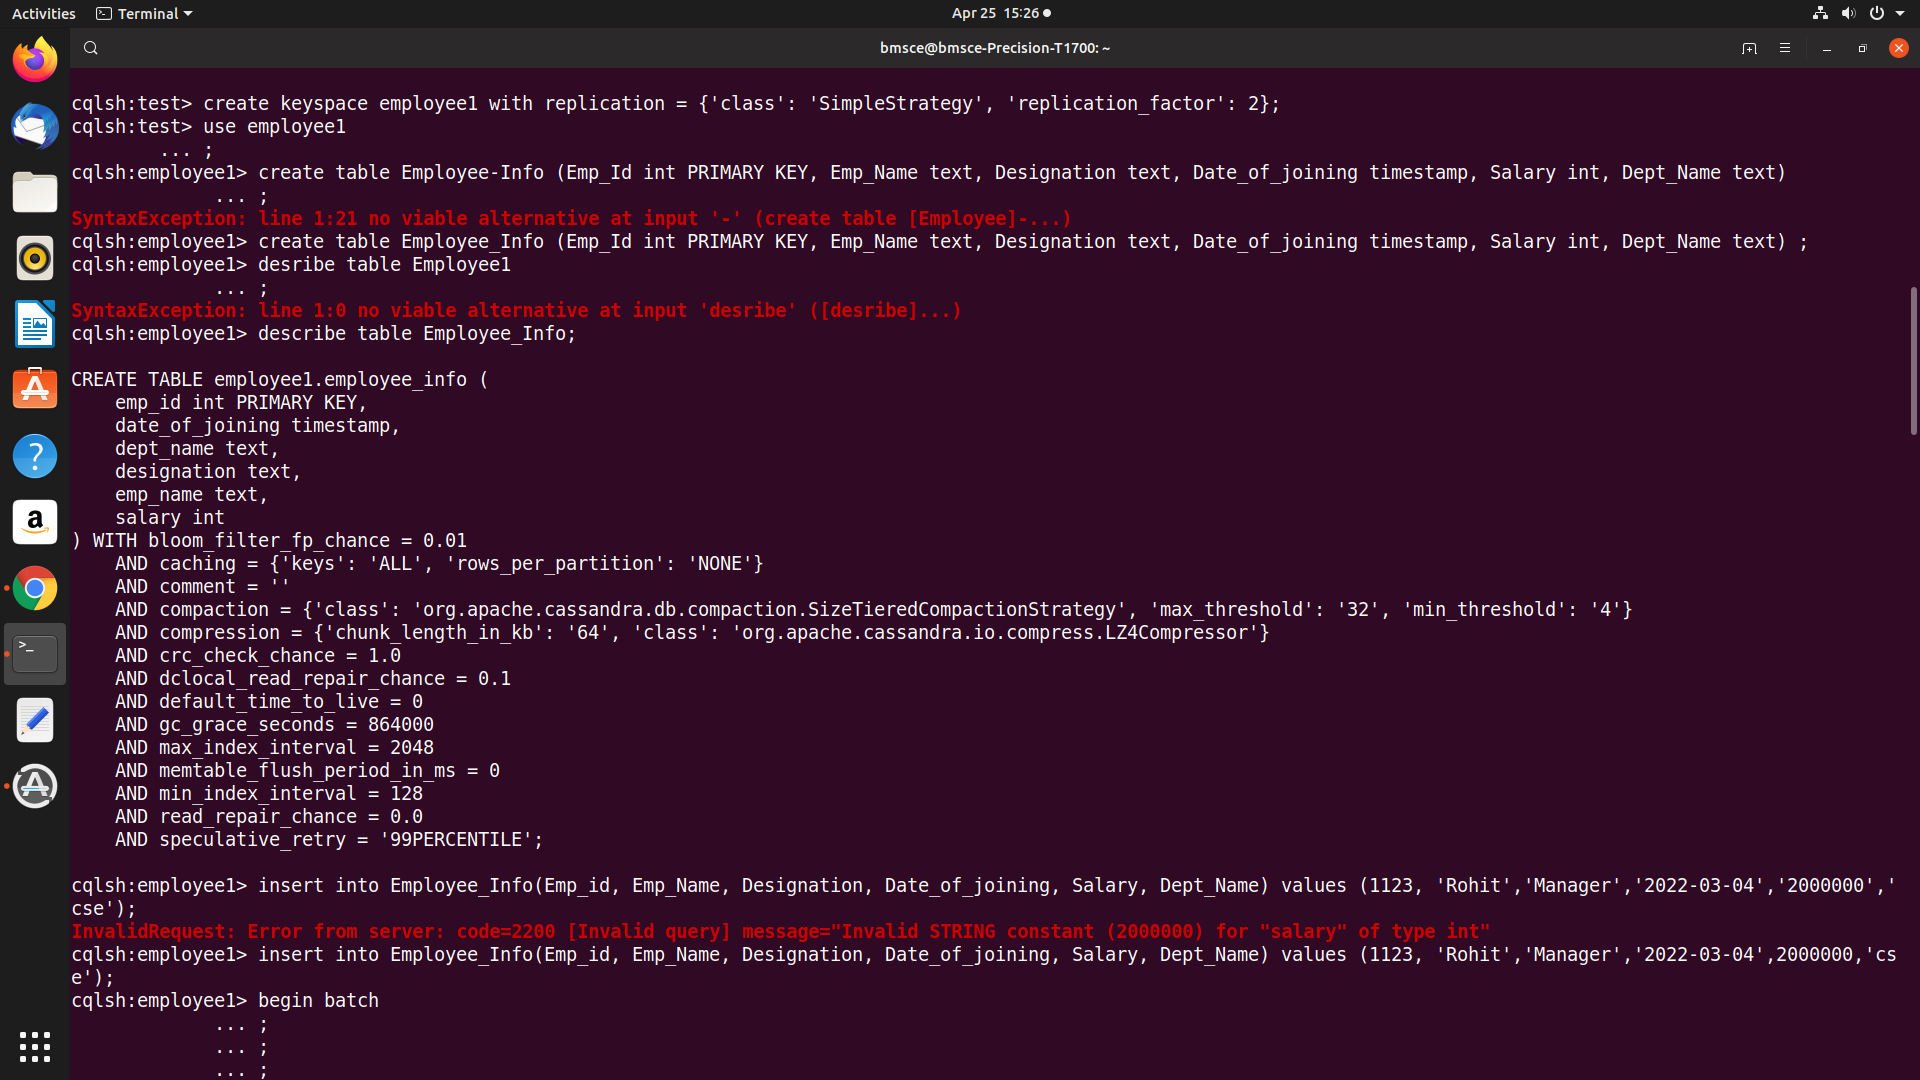 Activities Terminal Apr 25 15:26
bmsce@bmsce-Precision-T1700: ~
cqlsh:test> create keyspace employee1 with replication = {'class': 'SimpleStrategy', 'replication_factor': 2};
cqlsh:test> use employee1
... ;
cqlsh:employee1> create table Employee-Info (Emp_Id int PRIMARY KEY, Emp_Name text, Designation text, Date_of_joining timestamp, Salary int, Dept_Name text)
... ;
SyntaxException: line 1:21 no viable alternative at input '-' (create table [Employee]-...)
cqlsh:employee1> create table Employee_Info (Emp_Id int PRIMARY KEY, Emp_Name text, Designation text, Date_of_joining timestamp, Salary int, Dept_Name text) ;
cqlsh:employee1> desribe table Employee1
... ;
SyntaxException: line 1:0 no viable alternative at input 'desribe' ([desribe]...)
cqlsh:employee1> describe table Employee_Info;
CREATE TABLE employee1.employee_info (
emp_id int PRIMARY KEY,
date_of_joining timestamp,
dept_name text,
designation text,
emp_name text,
salary int
) WITH bloom_filter_fp_chance = 0.01
AND caching = {'keys': 'ALL', 'rows_per_partition': 'NONE'}
AND comment = ''
AND compaction = {'class': 'org.apache.cassandra.db.compaction.SizeTieredCompactionStrategy', 'max_threshold': '32', 'min_threshold': '4'}
AND compression = {'chunk_length_in_kb': '64', 'class': 'org.apache.cassandra.io.compress.LZ4Compressor'}
AND crc_check_chance = 1.0
AND dclocal_read_repair_chance = 0.1
AND default_time_to_live = 0
AND gc_grace_seconds = 864000
AND max_index_interval = 2048
AND memtable_flush_period_in_ms = 0
AND min_index_interval = 128
AND read_repair_chance = 0.0
AND speculative_retry = '99PERCENTILE';
cqlsh:employee1> insert into Employee_Info(Emp_id, Emp_Name, Designation, Date_of_joining, Salary, Dept_Name) values (1123, 'Rohit','Manager','2022-03-04','2000000','
cse');
InvalidRequest: Error from server: code=2200 [Invalid query] message="Invalid STRING constant (2000000) for "salary" of type int"
cqlsh:employee1> insert into Employee_Info(Emp_id, Emp_Name, Designation, Date_of_joining, Salary, Dept_Name) values (1123, 'Rohit','Manager','2022-03-04',2000000,'cs
e');
cqlsh:employee1> begin batch
... ;
... ;
... ;